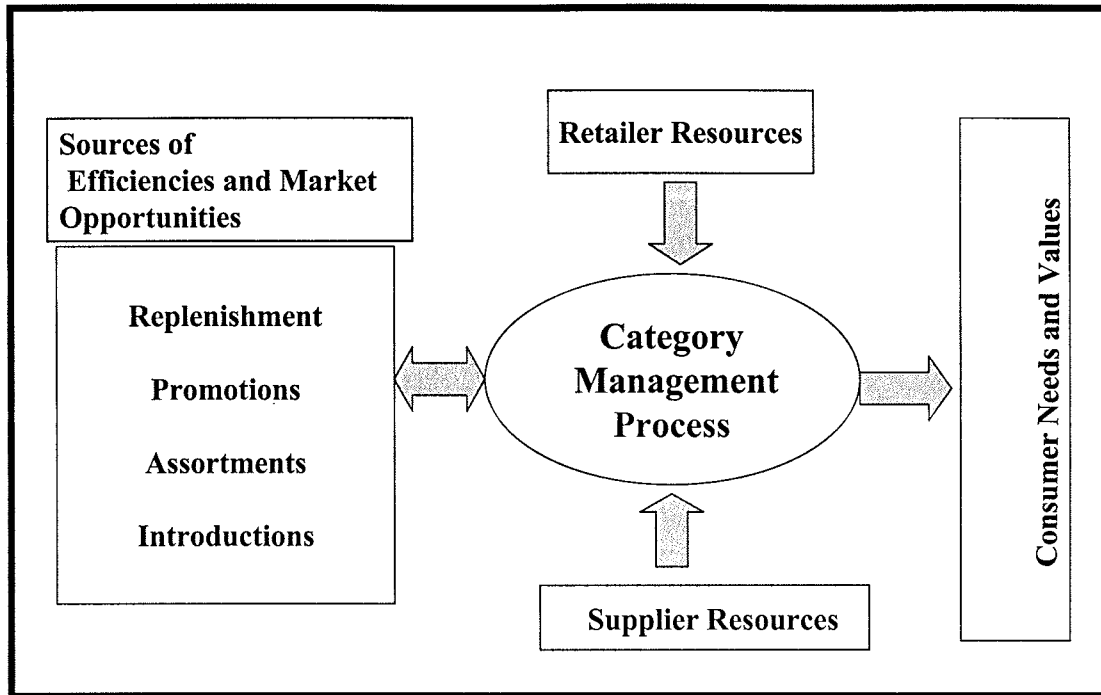 Sources of
Efficiencies and Market
Opportunities
Replenishment
Promotions
Assortments
Introductions
Retailer Resources
Category
Management
Process
Supplier Resources
Consumer Needs and Values